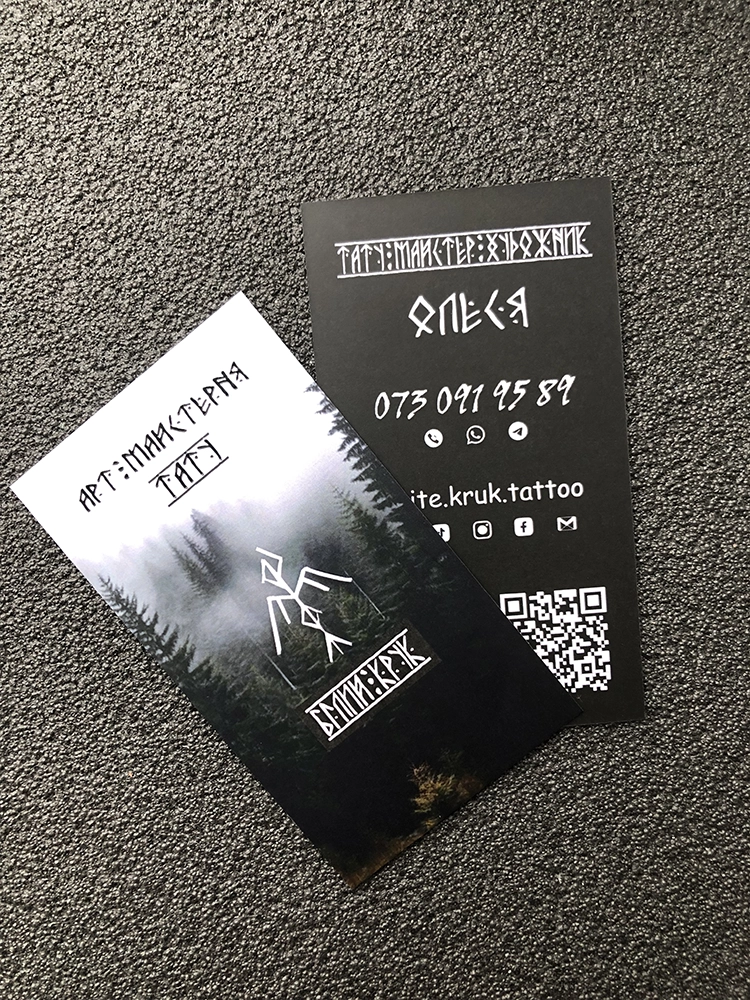 АРТ:МАЙСТЕРНЯ
ТАТУ
БІЛИЙ:КРУК
ТАТУ:МАЙСТЕР:ХУДОЖНИК
ОЛЕСЯ
073 091 95 89
ite.kruk.tattoo